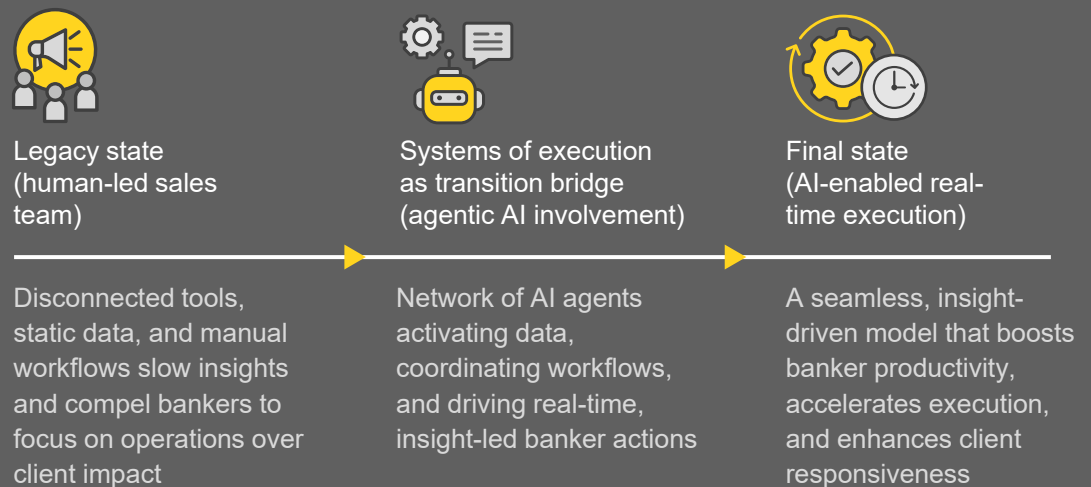 Legacy state
(human-led sales
team)
Systems of execution
as transition bridge
(agentic AI involvement)
Final state
(AI-enabled real-
time execution)
Disconnected tools,
static data, and manual
workflows slow insights
and compel bankers to
focus on operations over
client impact
Network of AI agents
activating data,
coordinating workflows,
and driving real-time,
insight-led banker actions
A seamless, insight-
driven model that boosts
banker productivity,
accelerates execution,
and enhances client
responsiveness